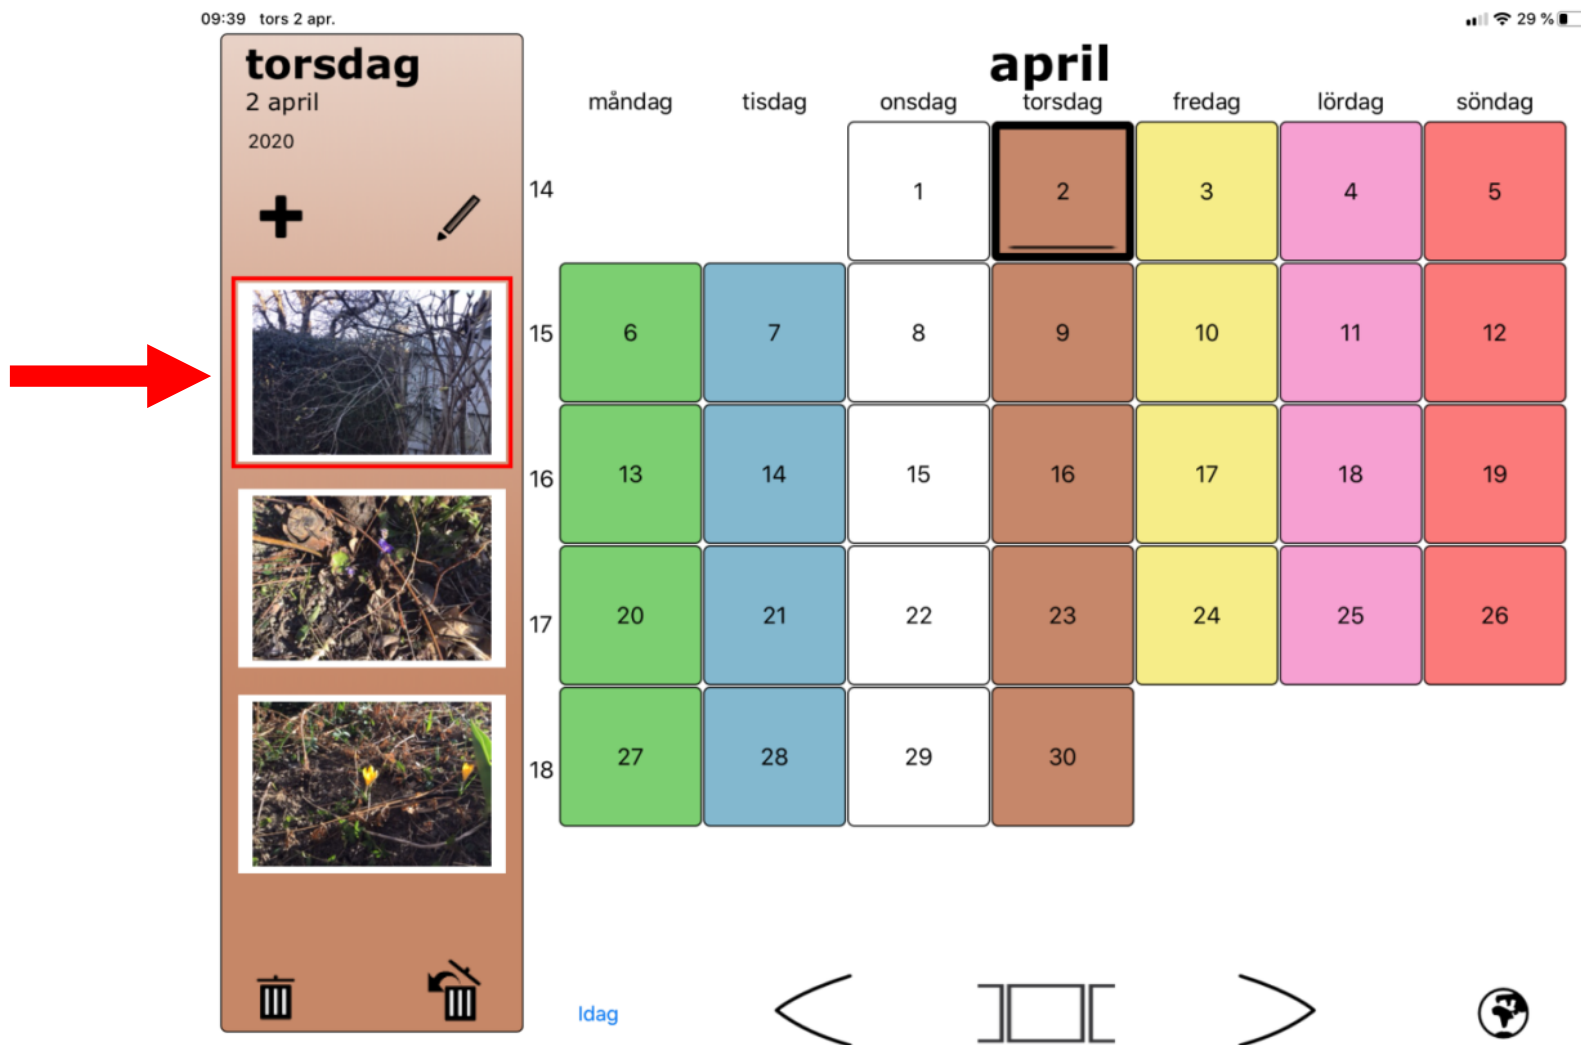 09:39 tors 2 apr.
29 %
torsdag
2 april
2020
april
måndag tisdag onsdag torsdag fredag lördag söndag
14 1 2 3 4 5
15 6 7 8 9 10 11 12
16 13 14 15 16 17 18 19
17 20 21 22 23 24 25 26
18 27 28 29 30
Idag